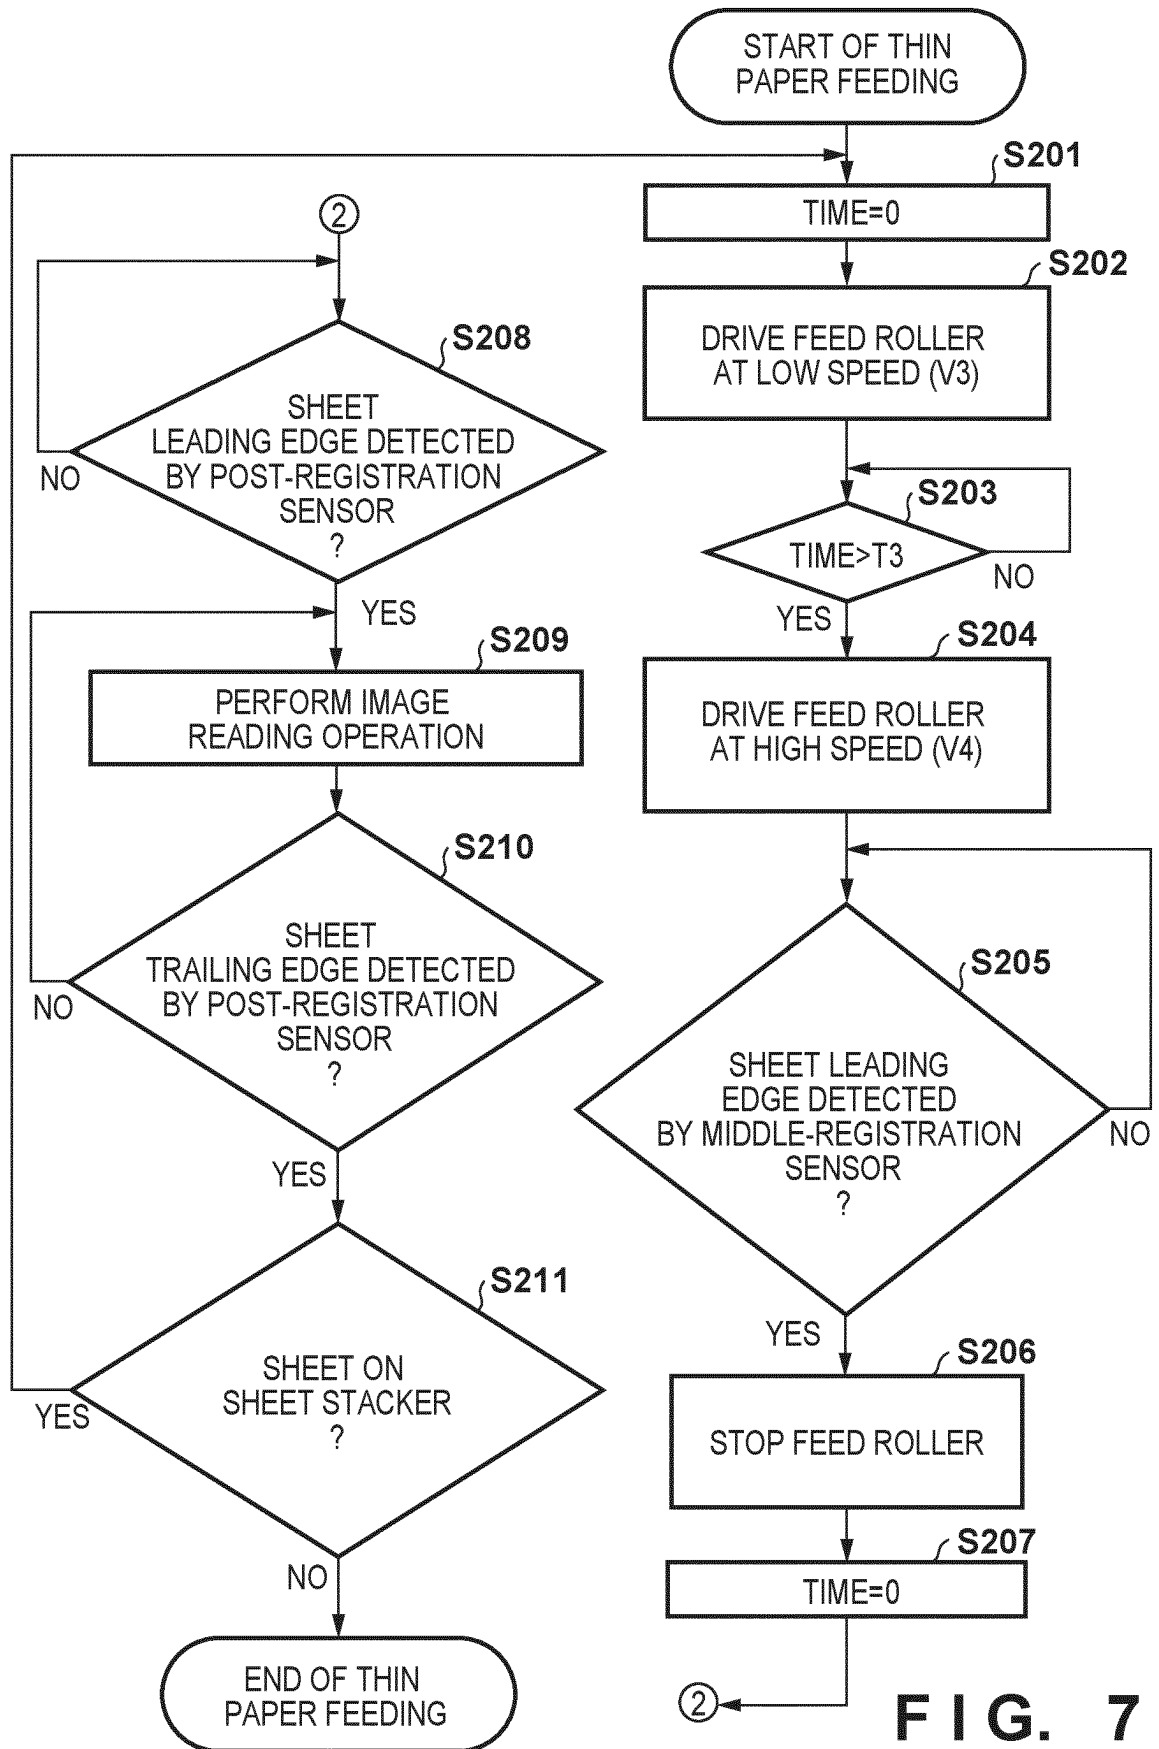 START OF THIN
PAPER FEEDING
S201
TIME=0
S202
DRIVE FEED ROLLER
AT LOW SPEED (V3)
S203
TIME>T3
NO
YES
S204
DRIVE FEED ROLLER
AT HIGH SPEED (V4)
S205
SHEET LEADING
EDGE DETECTED
BY MIDDLE-REGISTRATION
SENSOR
?
NO
YES
S206
STOP FEED ROLLER
S207
TIME=0
2
2
S208
SHEET
LEADING EDGE DETECTED
BY POST-REGISTRATION
SENSOR
?
NO
YES
S209
PERFORM IMAGE
READING OPERATION
S210
SHEET
TRAILING EDGE DETECTED
BY POST-REGISTRATION
SENSOR
?
NO
YES
S211
SHEET ON
SHEET STACKER
?
YES
NO
END OF THIN
PAPER FEEDING
FIG. 7